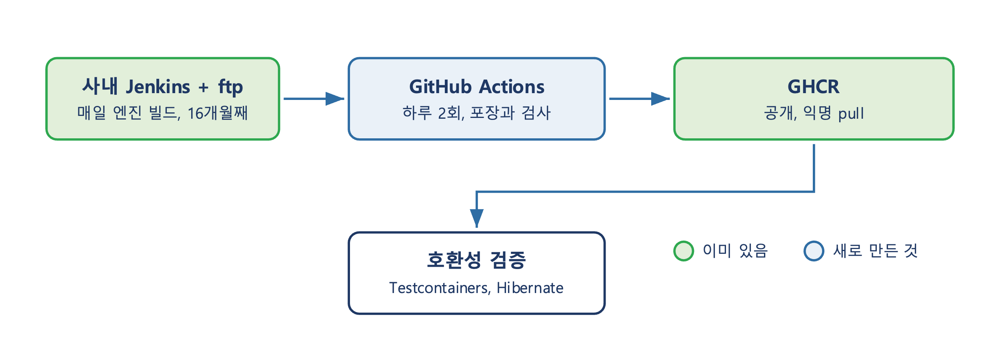 사내 Jenkins + ftp
매일 엔진 빌드, 16개월째
GitHub Actions
하루 2회, 포장과 검사
GHCR
공개, 익명 pull
호환성 검증
Testcontainers, Hibernate
이미 있음
새로 만든 것